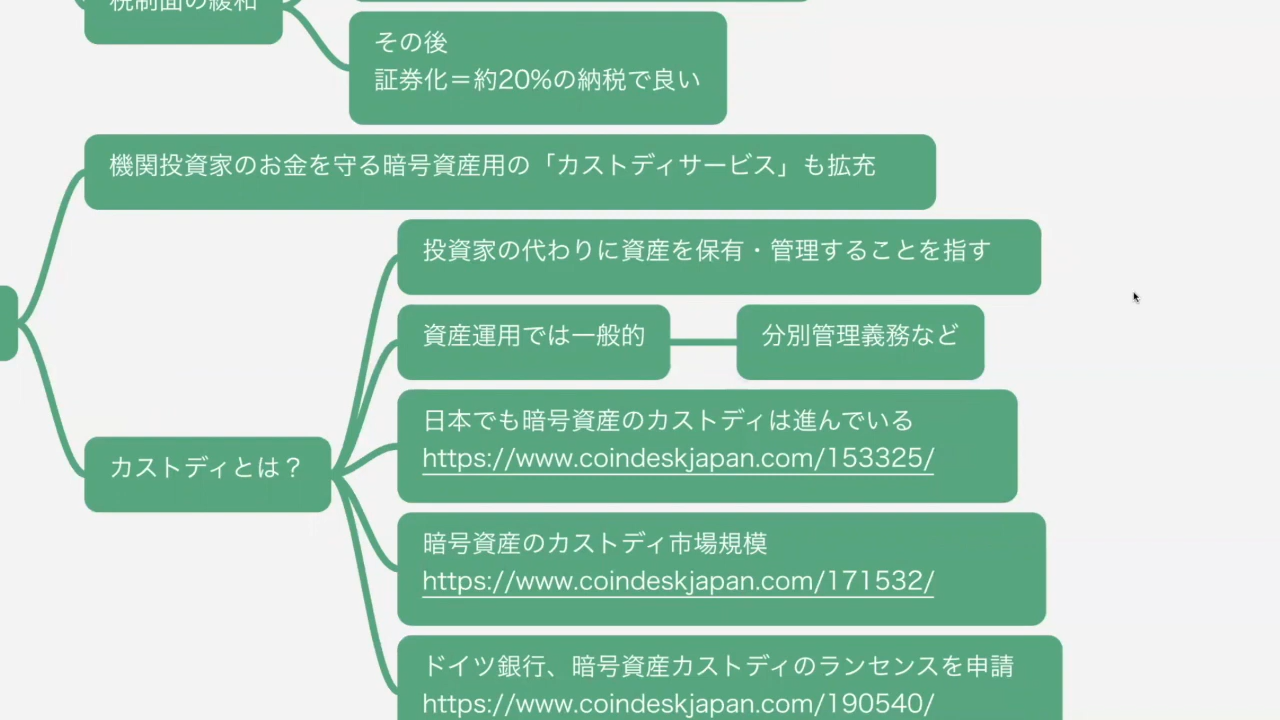 税制面の緩和
その後
証券化＝約20%の納税で良い
機関投資家のお金を守る暗号資産用の「カストディサービス」も拡充
投資家の代わりに資産を保有・管理することを指す
資産運用では一般的
分別管理義務など
カストディとは？
日本でも暗号資産のカストディは進んでいる
https://www.coindeskjapan.com/153325/
暗号資産のカストディ市場規模
https://www.coindeskjapan.com/171532/
ドイツ銀行、暗号資産カストディのランセンスを申請
https://www.coindeskjapan.com/190540/